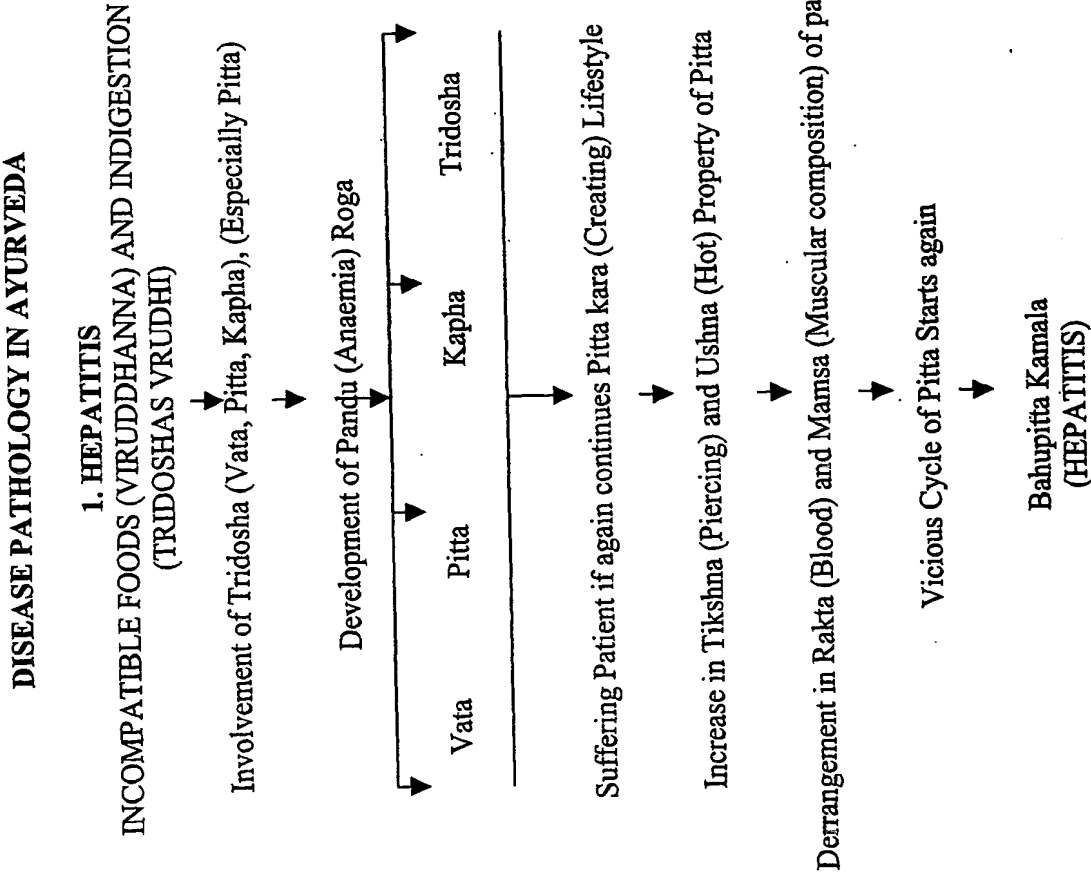 DISEASE PATHOLOGY IN AYURVEDA
1. HEPATITIS
INCOMPATIBLE FOODS (VIRUDDHANNA) AND INDIGESTION
(TRIDOSHAS VRUDHI)
Involvement of Tridosha (Vata, Pitta, Kapha), (Especially Pitta)
Development of Pandu (Anaemia) Roga
Vata Pitta Kapha Tridosha
Suffering Patient if again continues Pitta kara (Creating) Lifestyle
Increase in Tikshna (Piercing) and Ushna (Hot) Property of Pitta
Derrangement in Rakta (Blood) and Mamsa (Muscular composition) of
Vicious Cycle of Pitta Starts again
Bahupitta Kamala
(HEPATITIS)